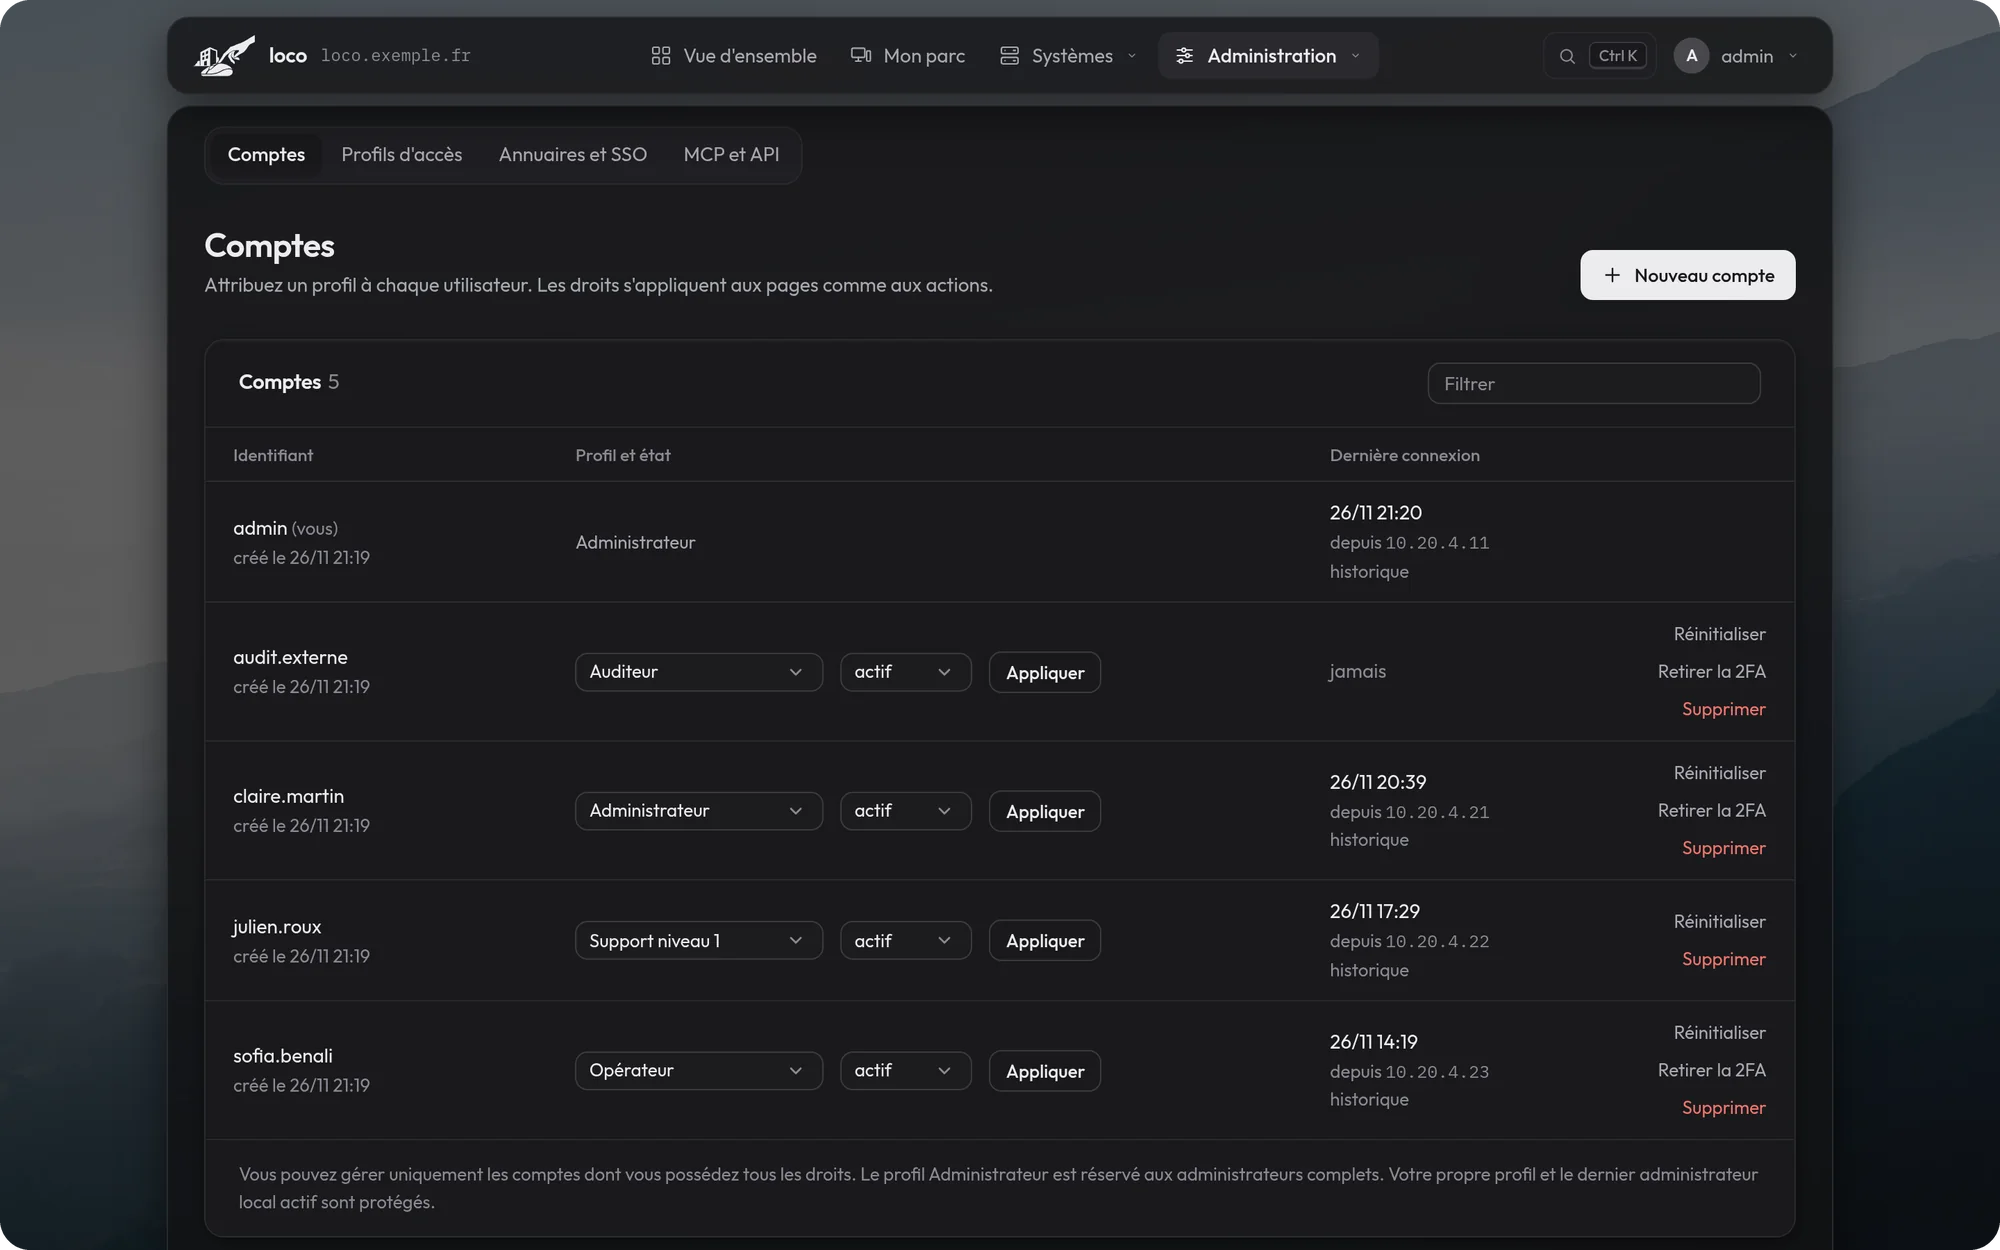 loco loco.exemple.fr Vue d'ensemble Mon parc Systèmes Administration Ctrl K A admin
Comptes Profils d'accès Annuaires et SSO MCP et API
Comptes
Attribuez un profil à chaque utilisateur. Les droits s'appliquent aux pages comme aux actions.
+ Nouveau compte
Comptes 5
Filtrer
Identifiant Profil et état Dernière connexion
admin (vous)
créé le 26/11 21:19
Administrateur
26/11 21:20
depuis 10.20.4.11
historique
audit.externe
créé le 26/11 21:19
Auditeur actif Appliquer
jamais
Réinitialiser
Retirer la 2FA
Supprimer
claire.martin
créé le 26/11 21:19
Administrateur actif Appliquer
26/11 20:39
depuis 10.20.4.21
historique
Réinitialiser
Retirer la 2FA
Supprimer
julien.roux
créé le 26/11 21:19
Support niveau 1 actif Appliquer
26/11 17:29
depuis 10.20.4.22
historique
Réinitialiser
Supprimer
sofia.benali
créé le 26/11 21:19
Opérateur actif Appliquer
26/11 14:19
depuis 10.20.4.23
historique
Réinitialiser
Retirer la 2FA
Supprimer
Vous pouvez gérer uniquement les comptes dont vous possédez tous les droits. Le profil Administrateur est réservé aux administrateurs complets. Votre propre profil et le dernier administrateur
local actif sont protégés.